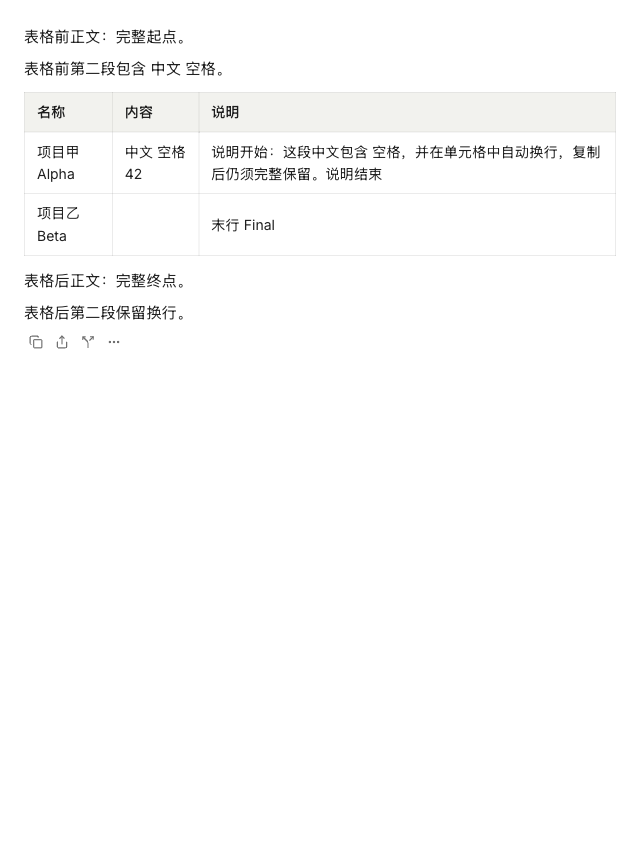 表格前正文：完整起点。
表格前第二段包含 中文 空格。
名称 内容 说明
项目甲 Alpha 中文 空格 42 说明开始：这段中文包含 空格，并在单元格中自动换行，复制
后仍须完整保留。说明结束
项目乙 Beta 末行 Final
表格后正文：完整终点。
表格后第二段保留换行。